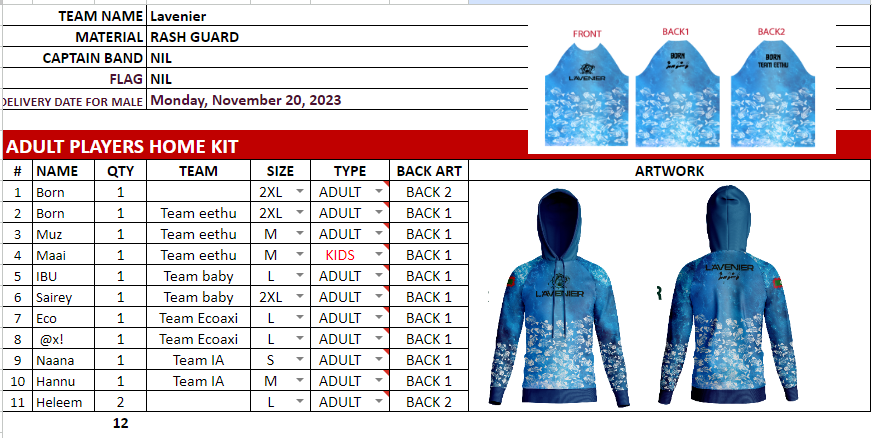 TEAM NAME Lavenier
MATERIAL RASH GUARD
CAPTAIN BAND NIL
FLAG NIL
DELIVERY DATE FOR MALE Monday, November 20, 2023
FRONT BACK1 BACK2
LAVENIER
BORN
BORN
TEAM EETHU
ADULT PLAYERS HOME KIT
# NAME QTY TEAM SIZE TYPE BACK ART ARTWORK
1 Born 1 2XL ADULT BACK 2
2 Born 1 Team eethu 2XL ADULT BACK 1
3 Muz 1 Team eethu M ADULT BACK 1
4 Maai 1 Team eethu M KIDS BACK 1
5 IBU 1 Team baby L ADULT BACK 1
6 Sairey 1 Team baby 2XL ADULT BACK 1
7 Eco 1 Team Ecoaxi L ADULT BACK 1
8 @x! 1 Team Ecoaxi L ADULT BACK 1
9 Naana 1 Team IA S ADULT BACK 1
10 Hannu 1 Team IA M ADULT BACK 1
11 Heleem 2 L ADULT BACK 2
12
LAVENIER
LAVENIER